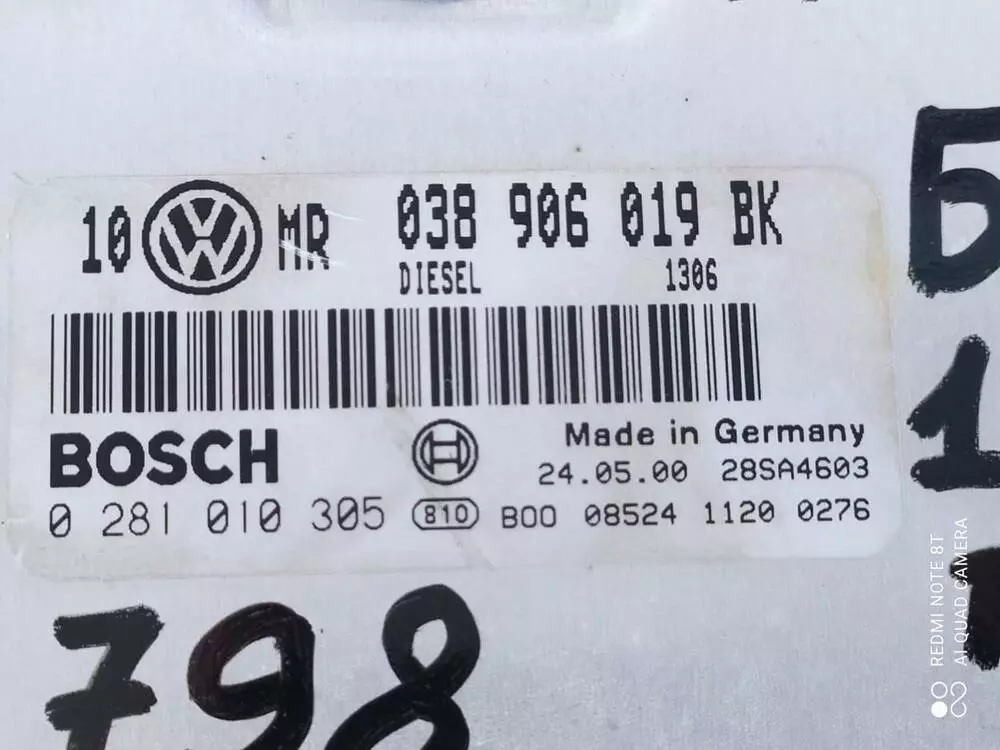 10 MR 038 906 019 BK
DIESEL 1306
BOSCH
Made in Germany
24.05.00 28SA4603
0 281 010 305 810 B00 08524 1120 0276
798
Б
1
REDMI NOTE 8T
AI QUAD CAMERA